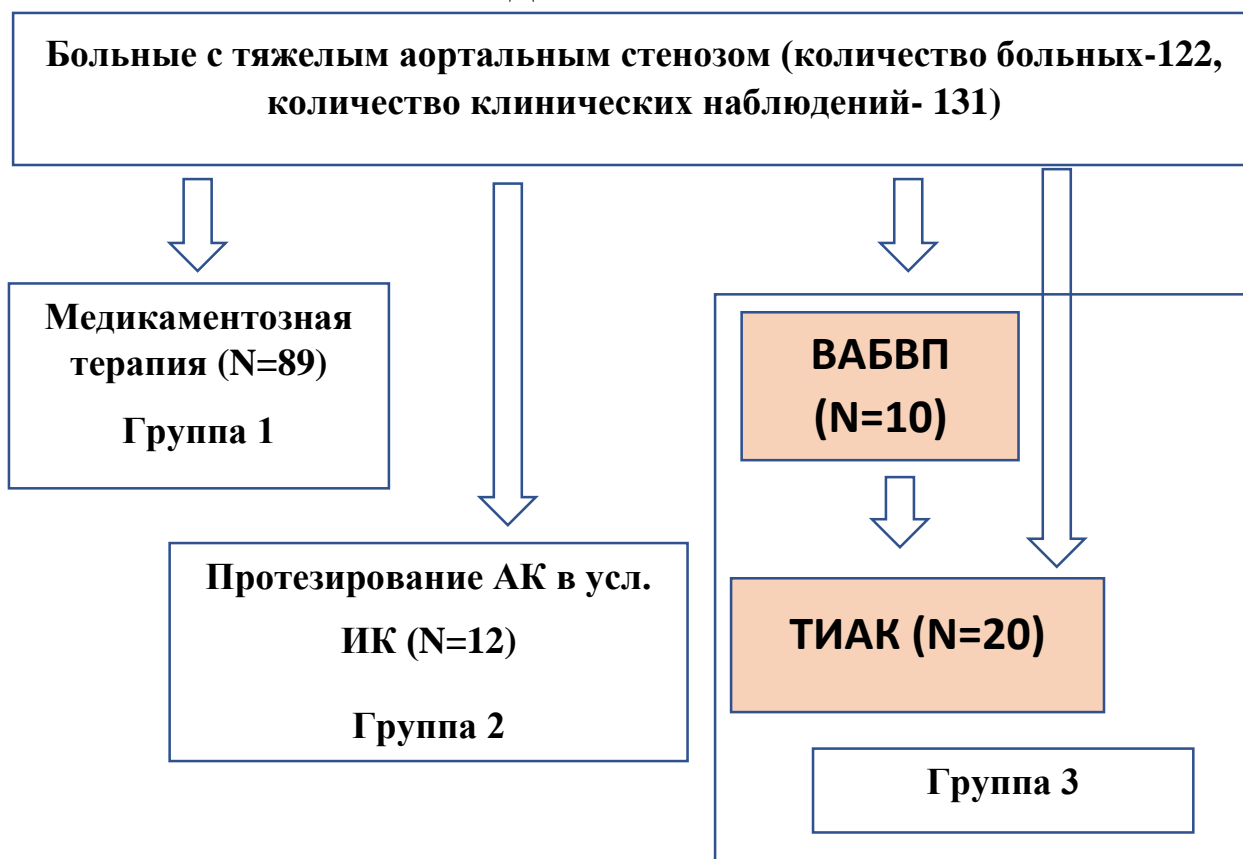 Больные с тяжелым аортальным стенозом (количество больных-122,
количество клинических наблюдений- 131)
Медикаментозная
терапия (N=89)
Группа 1
Протезирование АК в усл.
ИК (N=12)
Группа 2
ВАБВП
(N=10)
ТИАК (N=20)
Группа 3